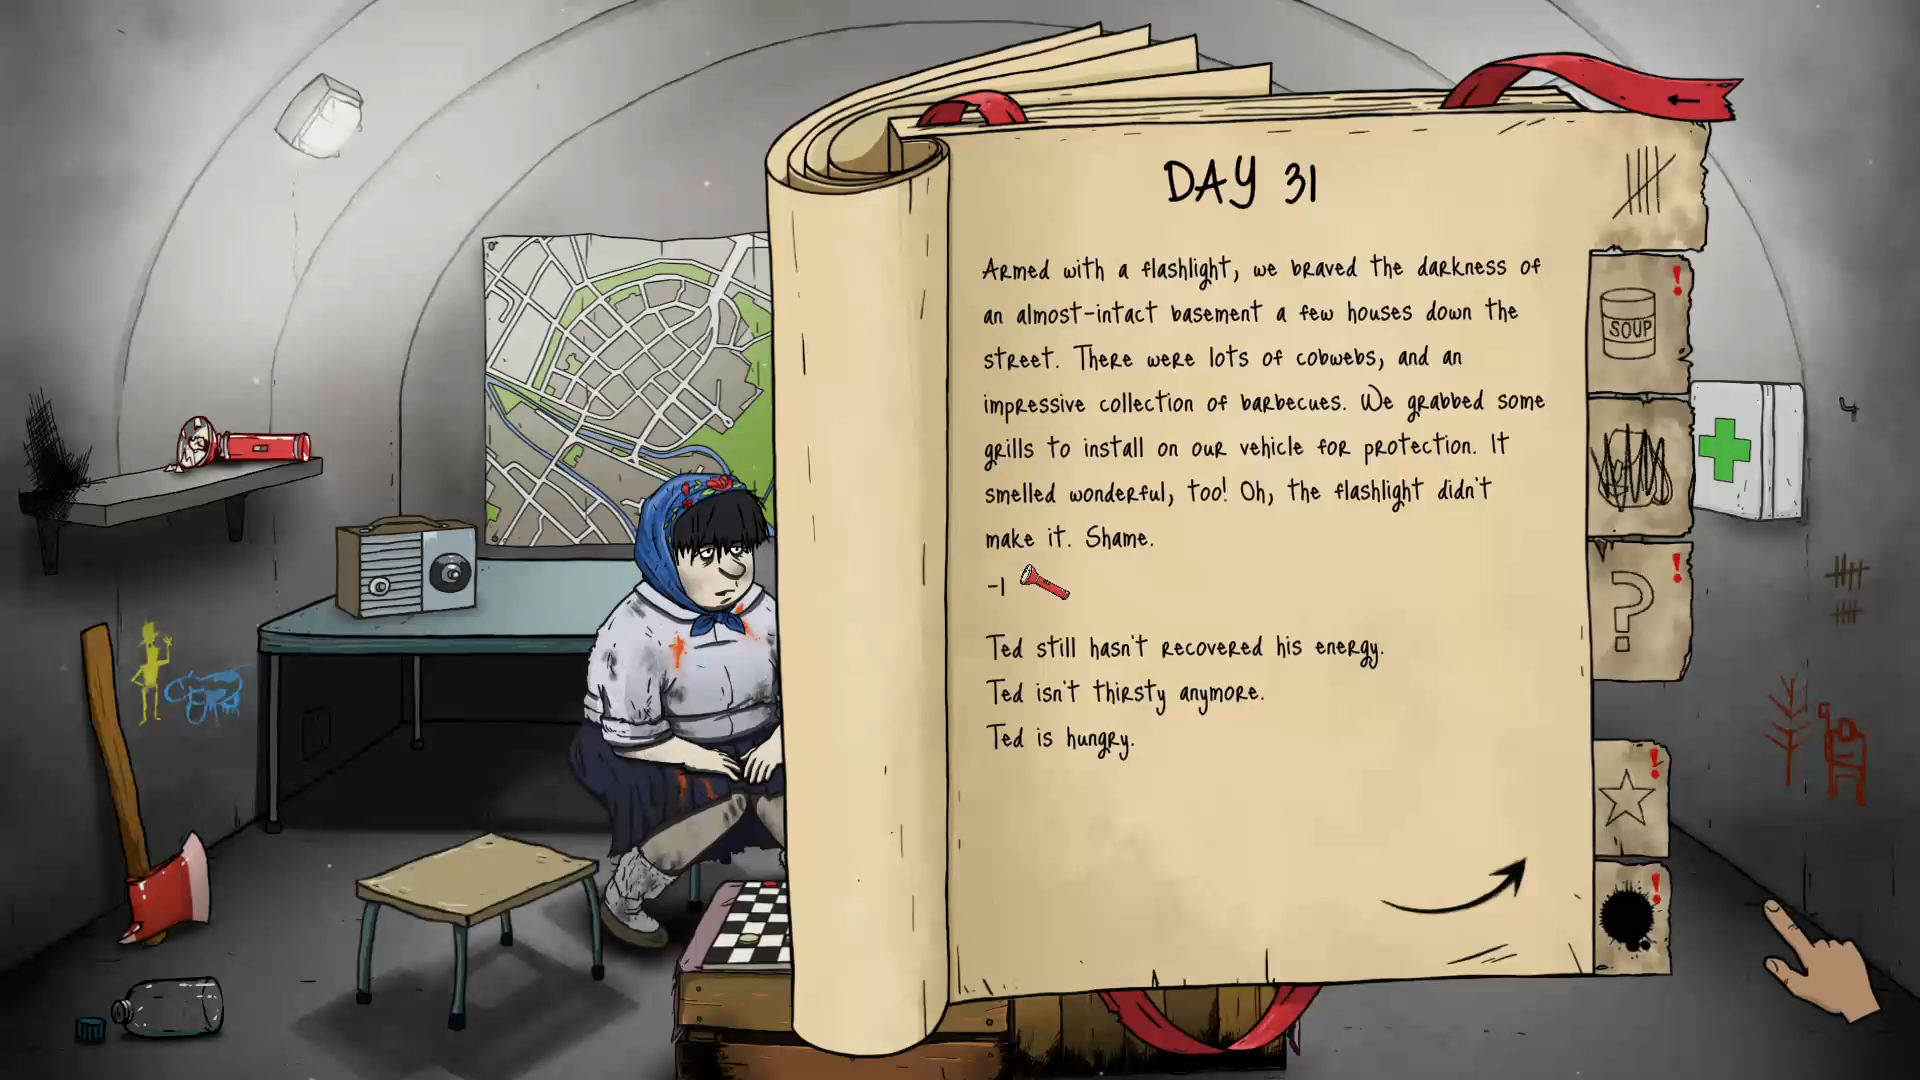 DAY 31
Armed with a flashlight, we braved the darkness of
an almost-intact basement a few houses down the
street. There were lots of cobwebs, and an
impressive collection of barbecues. We grabbed some
grills to install on our vehicle for protection. It
smelled wonderful, too! Oh, the flashlight didn't
make it. Shame.
-1
Ted still hasn't recovered his energy.
Ted isn't thirsty anymore.
Ted is hungry.
!
SOUP
!
?
!
!